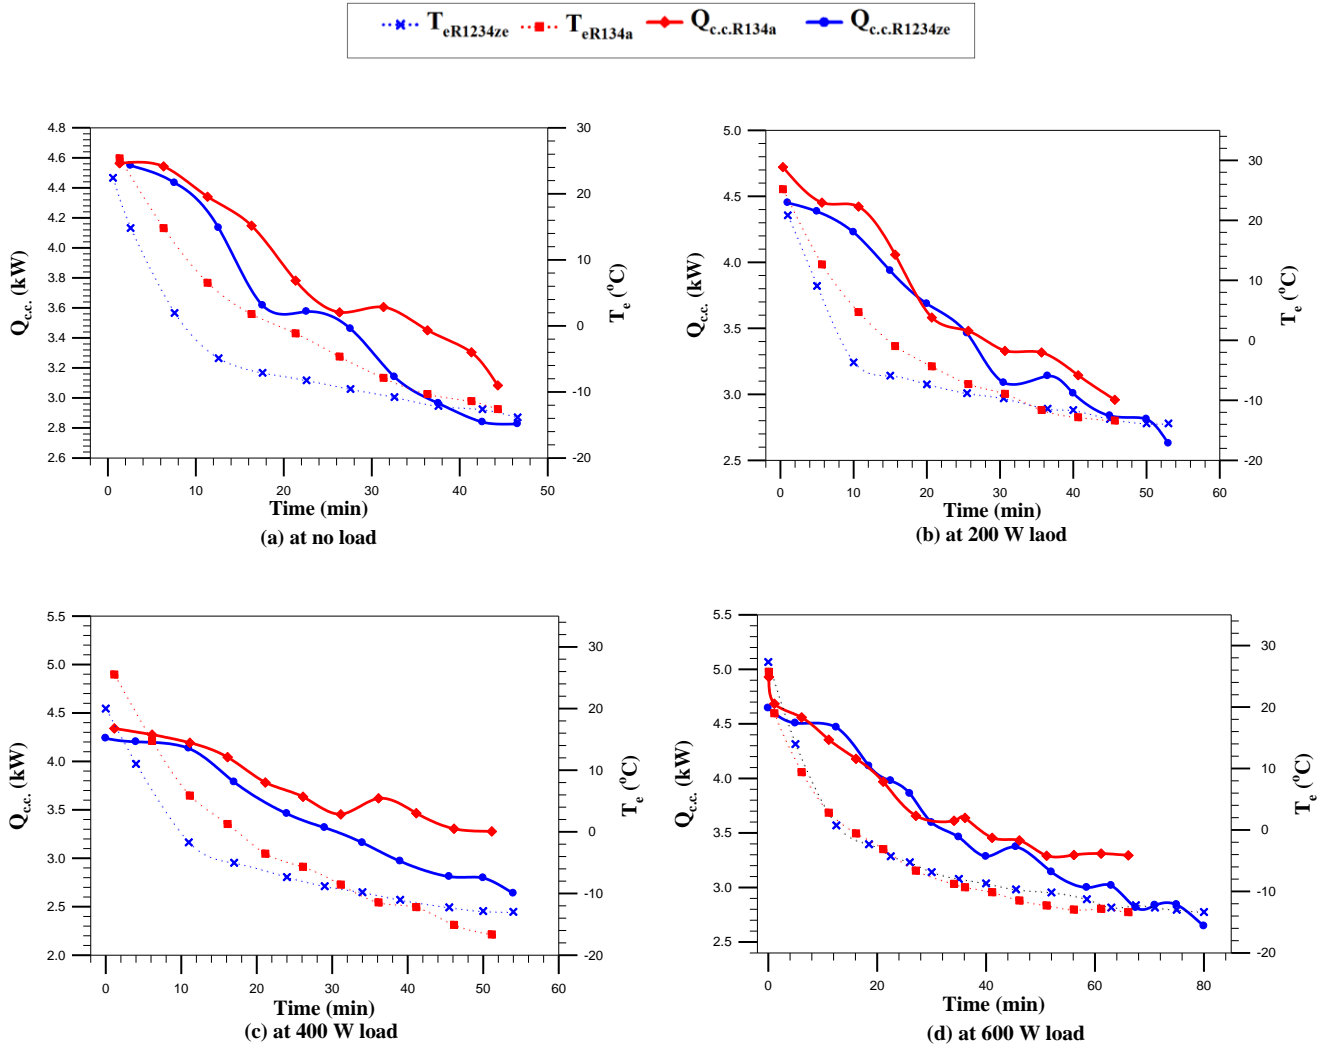 TeR1234ze TeR134a Qc.c.R134a Qc.c.R1234ze
4.8
4.6
4.4
4.2
4.0
3.8
3.6
3.4
3.2
3.0
2.8
2.6
Qc.c. (kW)
30
20
10
0
-10
-20
Te (oC)
0 10 20 30 40 50
Time (min)
(a) at no load
5.0
4.5
4.0
3.5
3.0
2.5
Qc.c. (kW)
30
20
10
0
-10
-20
Te (oC)
0 10 20 30 40 50 60
Time (min)
(b) at 200 W laod
5.5
5.0
4.5
4.0
3.5
3.0
2.5
2.0
Qc.c. (kW)
30
20
10
0
-10
-20
Te (oC)
0 10 20 30 40 50 60
Time (min)
(c) at 400 W load
5.5
5.0
4.5
4.0
3.5
3.0
2.5
Qc.c. (kW)
30
20
10
0
-10
-20
Te (oC)
0 20 40 60 80
Time (min)
(d) at 600 W load